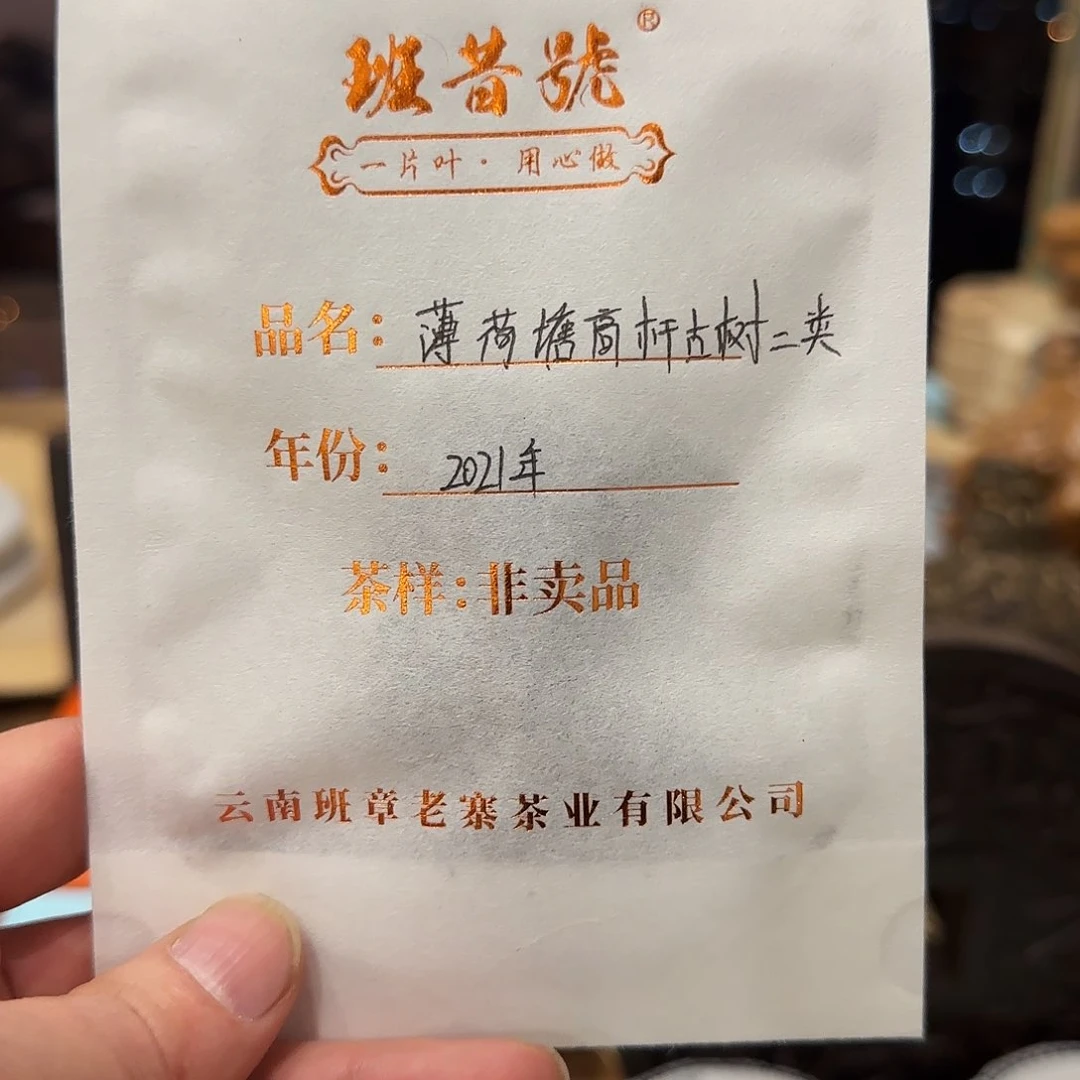 班昔號®
一片叶·用心做
品名：薄荷塘高杆古树二类
年份：2021年
茶样：非卖品
云南班章老寨茶业有限公司